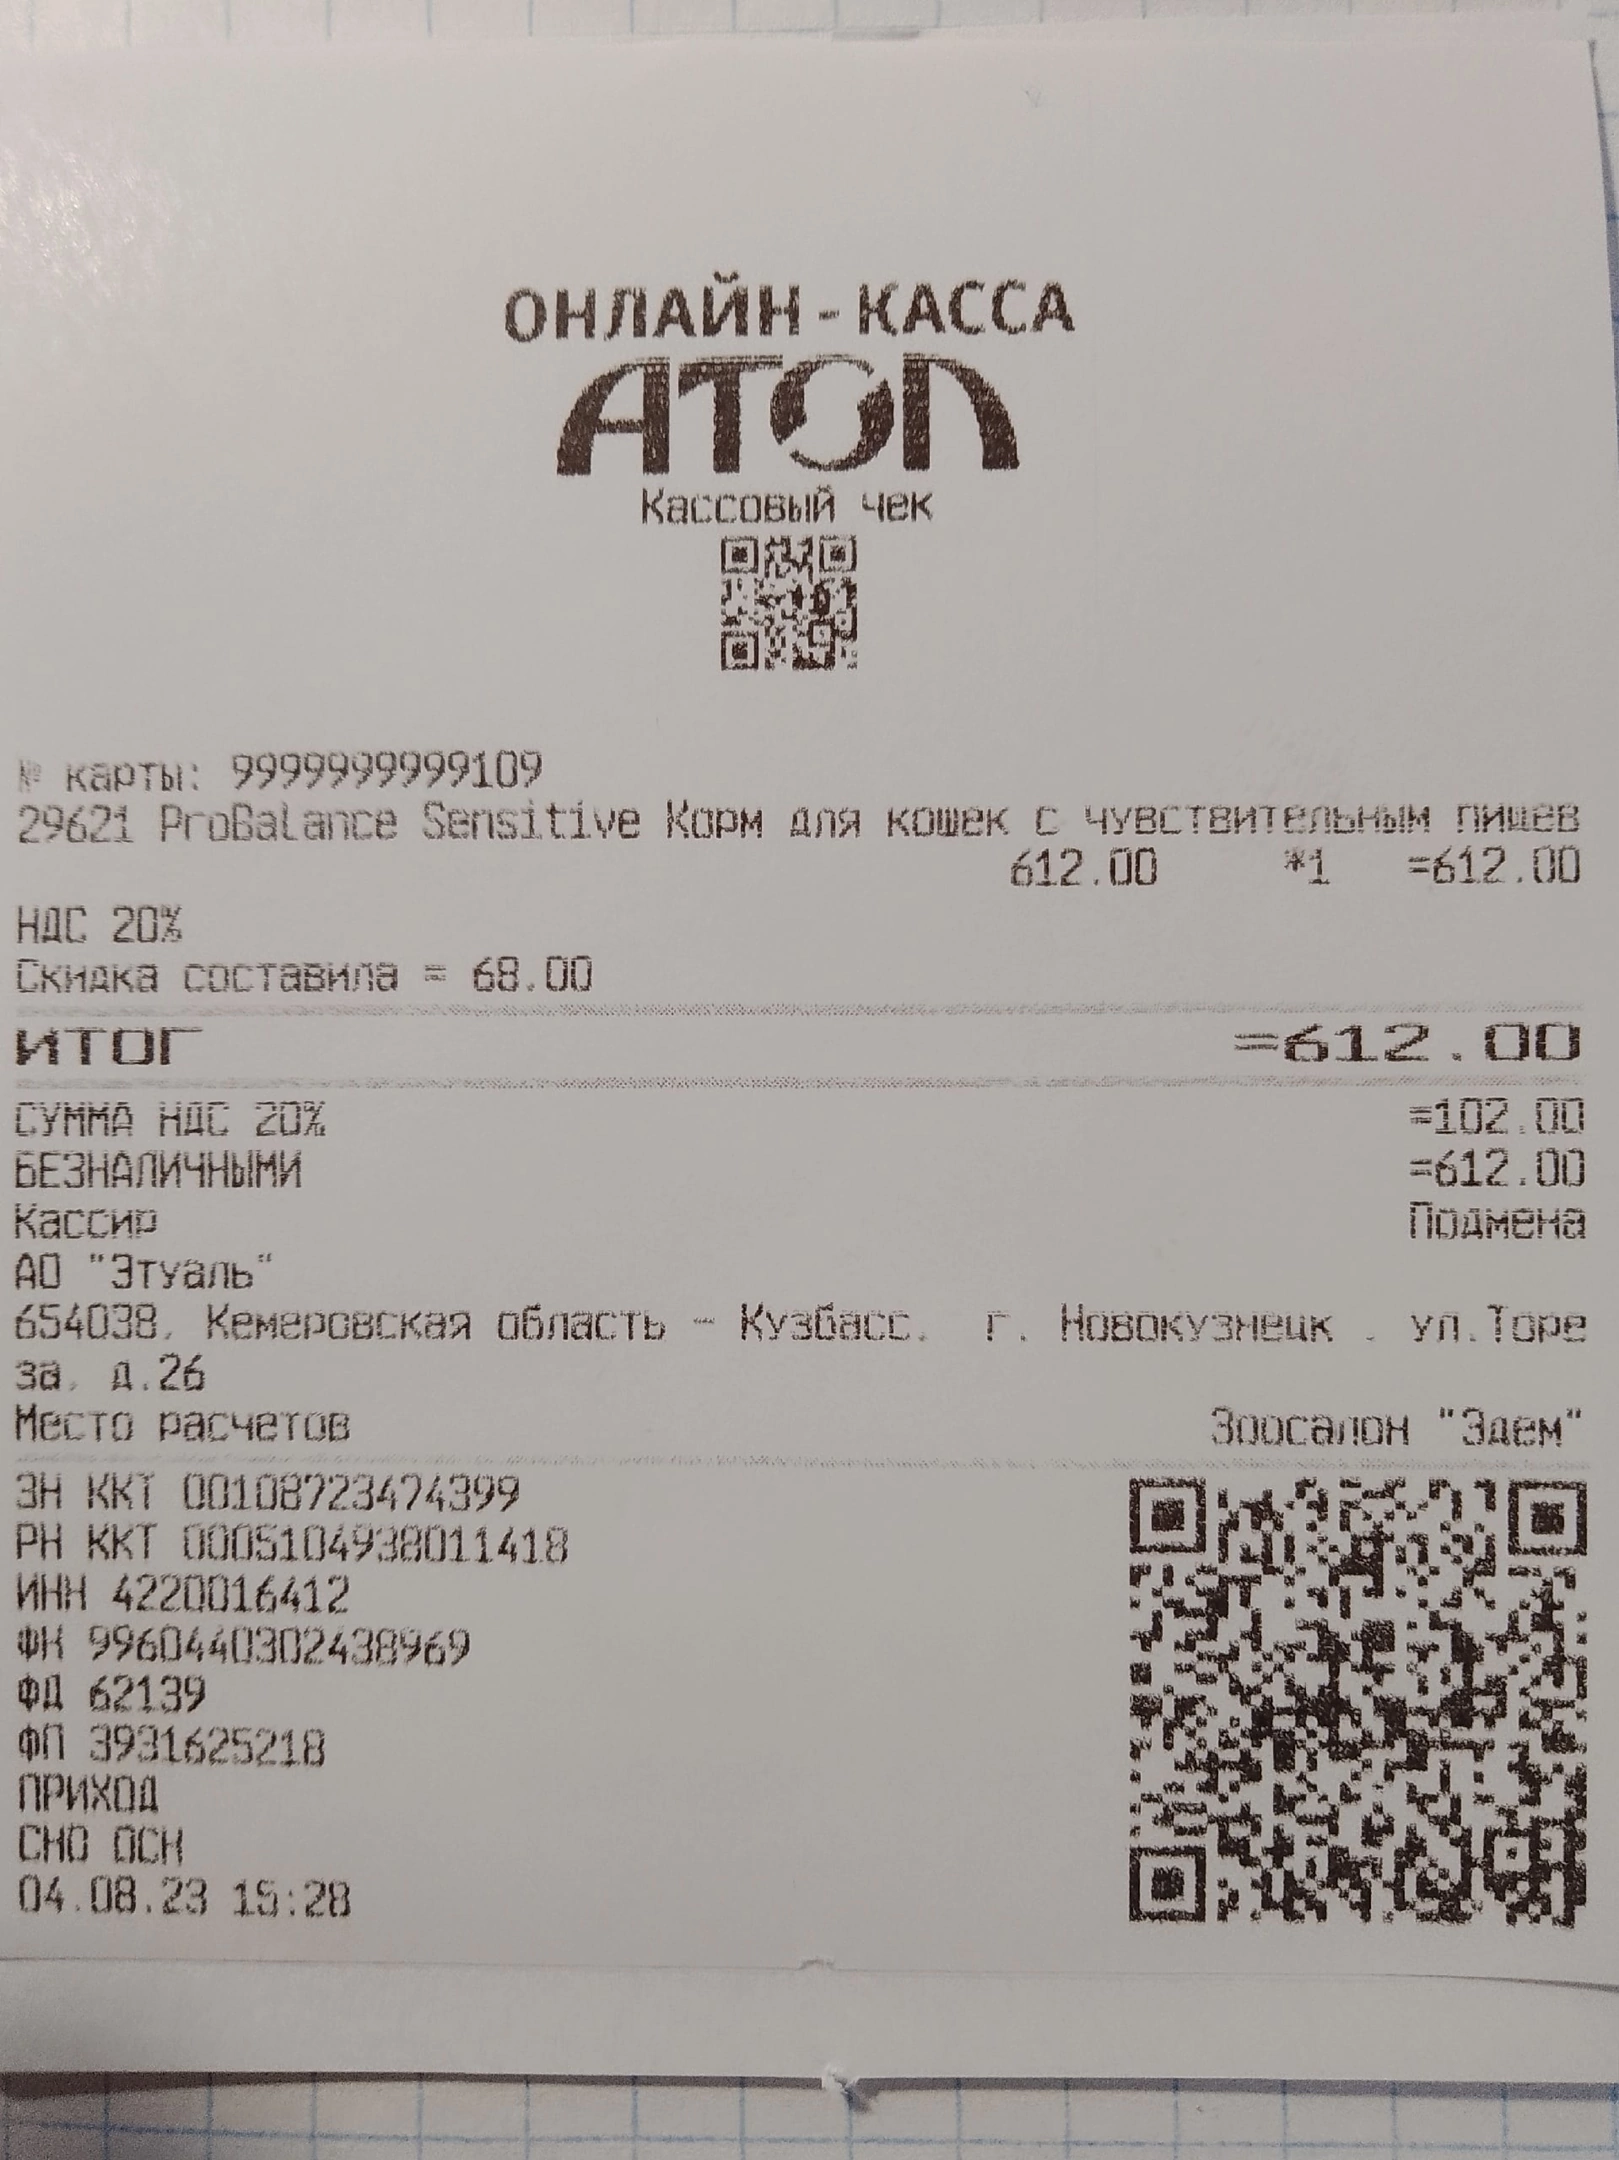 ОНЛАЙН-КАССА
АТОЛ
Кассовый чек
№ карты: 9999999999109
29621 ProBalance Sensitive Корм для кошек с чувствительным пищев
612.00 *1 =612.00
НДС 20%
Скидка составила = 68.00
ИТОГ =612.00
СУММА НДС 20% =102.00
БЕЗНАЛИЧНЫМИ =612.00
Кассир Подмена
АО "Этуаль"
654038, Кемеровская область - Кузбасс, г. Новокузнецк , ул.Торе
за, д.26
Место расчетов Зоосалон "Эдем"
ЗН ККТ 00108723474399
РН ККТ 0005104938011418
ИНН 4220016412
ФН 9960440302438969
ФД 62139
ФП 3931625218
ПРИХОД
СНО ОСН
04.08.23 15:28